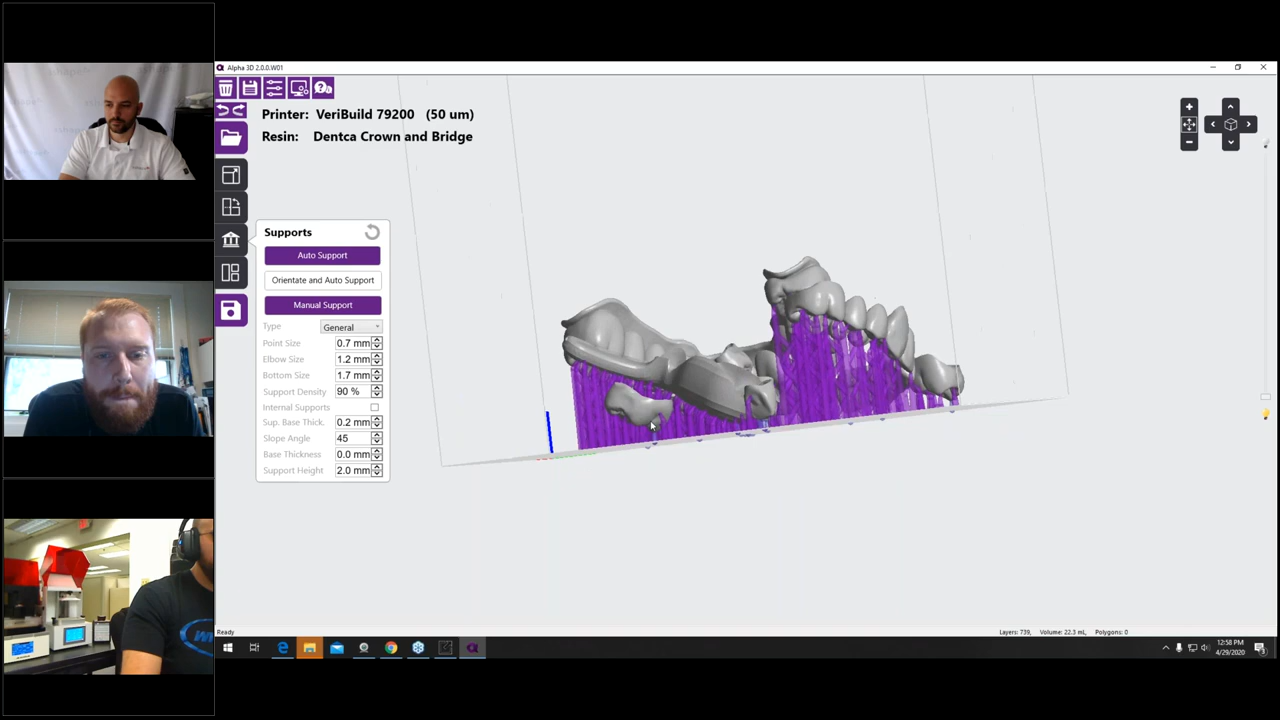 Alpha 3D 2.0.0.W01
Printer: VeriBuild 79200 (50 um)
Resin: Dentca Crown and Bridge
Supports
Auto Support
Orientate and Auto Support
Manual Support
Type General
Point Size 0.7 mm
Elbow Size 1.2 mm
Bottom Size 1.7 mm
Support Density 90 %
Internal Supports
Sup. Base Thick. 0.2 mm
Slope Angle 45
Base Thickness 0.0 mm
Support Height 2.0 mm
Ready
Layers: 739, Volume: 22.3 mL, Polygons: 0
12:58 PM
4/29/2020